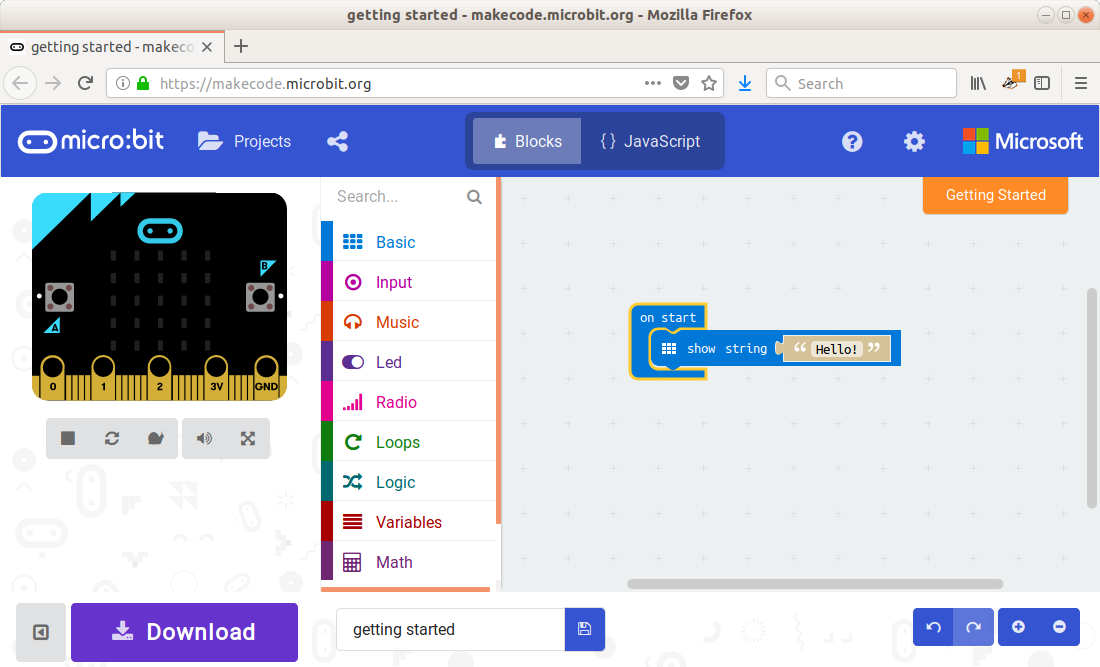 getting started - makecode.microbit.org - Mozilla Firefox
getting started - makeco
1
https://makecode.microbit.org
Search
micro:bit
Projects
Blocks
{ } JavaScript
?
Microsoft
Search...
Getting Started
Basic
Input
Music
Led
Radio
Loops
Logic
Variables
Math
B
A
0 1 2 3V GND
on start
show string “ Hello! ”
Download
getting started